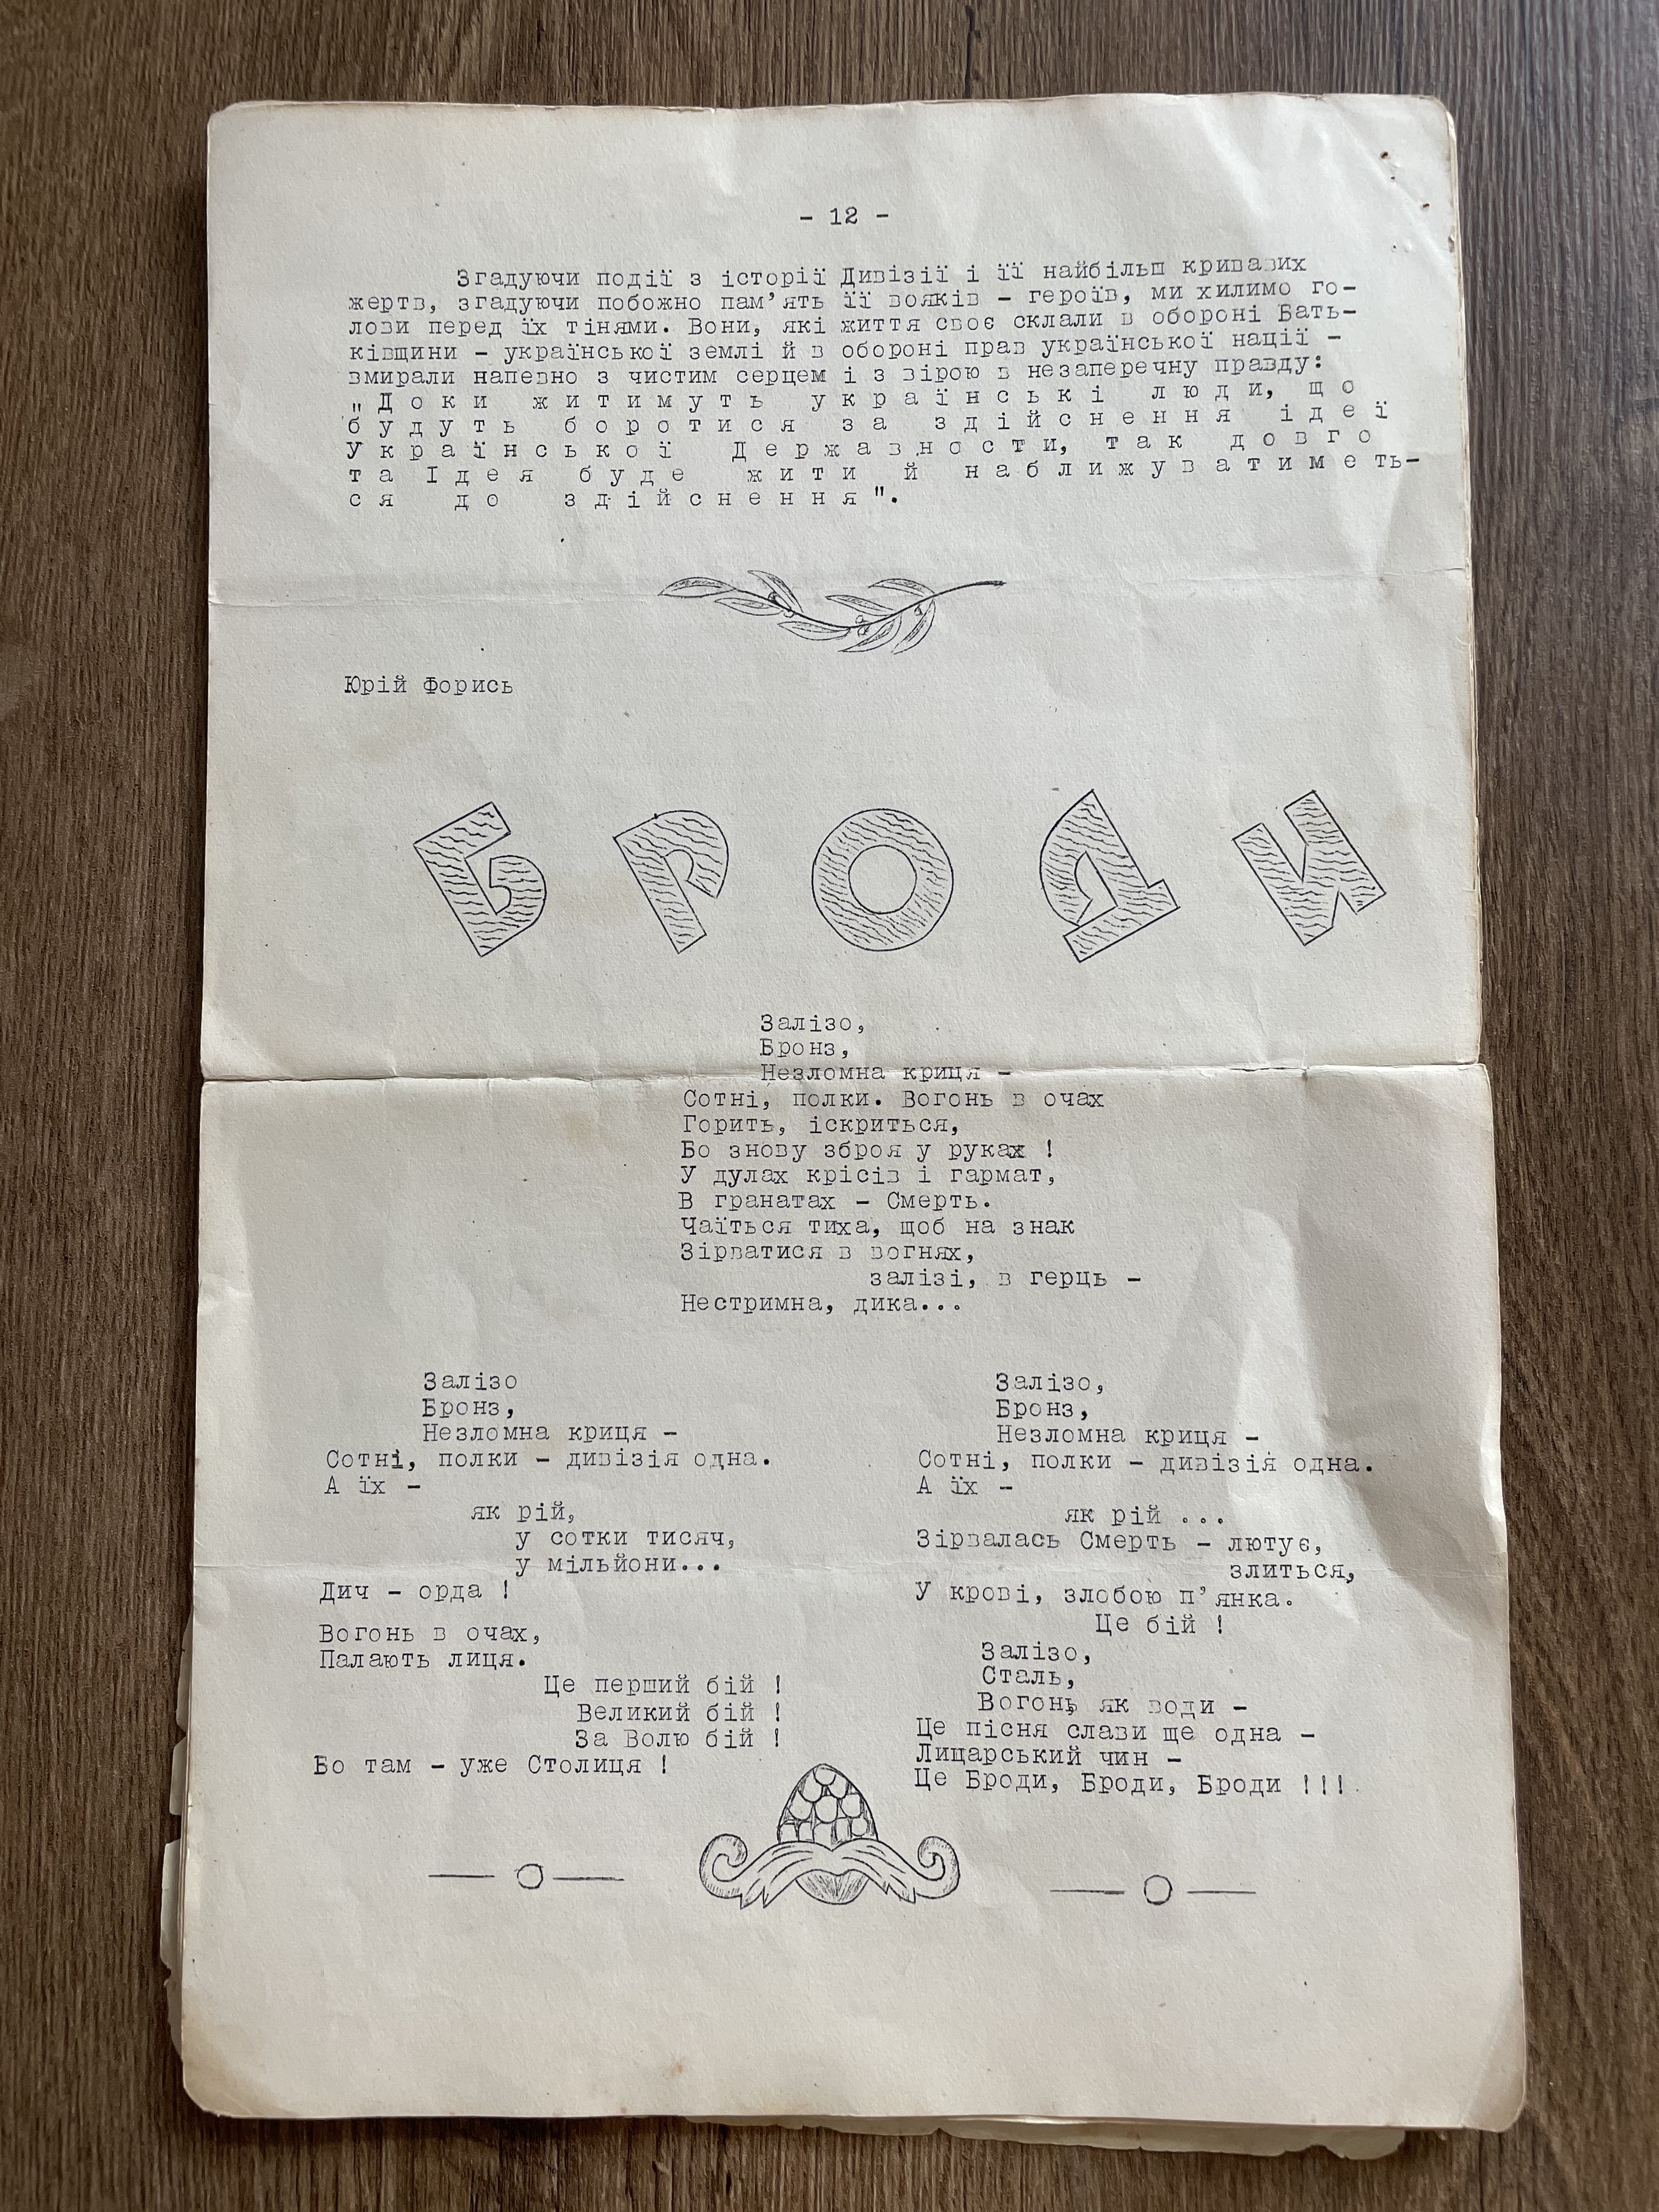 - 12 -
Згадуючи події з історії Дивізії і її найбільш кривавих
жертв, згадуючи побожно пам'ять її вояків - героїв, ми хилимо го-
лови перед їх тінями. Вони, які життя своє склали в обороні Бать-
ківщини - української землі й в обороні прав української нації -
вмирали напевно з чистим серцем і з вірою в незаперечну правду:
"Доки житимуть українські люди, що
будуть боротися за здійснення ідеї
Української Державности, так довго
та Ідея буде жити й наближуватиметь-
ся до здійснення".
Юрій Форись
БРОДИ
Залізо,
Бронз,
Незломна криця -
Сотні, полки. Вогонь в очах
Горить, іскриться,
Бо знову зброя у руках !
У дулах крісів і гармат,
В гранатах - Смерть.
Чаїться тиха, щоб на знак
Зірватися в вогнях,
залізі, в герць -
Нестримна, дика...
Залізо
Бронз,
Незломна криця -
Сотні, полки - дивізія одна.
А їх -
як рій,
у сотки тисяч,
у мільйони...
Дич - орда !
Вогонь в очах,
Палають лиця.
Це перший бій !
Великий бій !
За Волю бій !
Бо там - уже Столиця !
Залізо,
Бронз,
Незломна криця -
Сотні, полки - дивізія одна.
А їх -
як рій ...
Зірвалась Смерть - лютує,
злиться,
У крові, злобою п'янка.
Це бій !
Залізо,
Сталь,
Вогонь як води -
Це пісня слави ще одна -
Лицарський чин -
Це Броди, Броди, Броди !!!